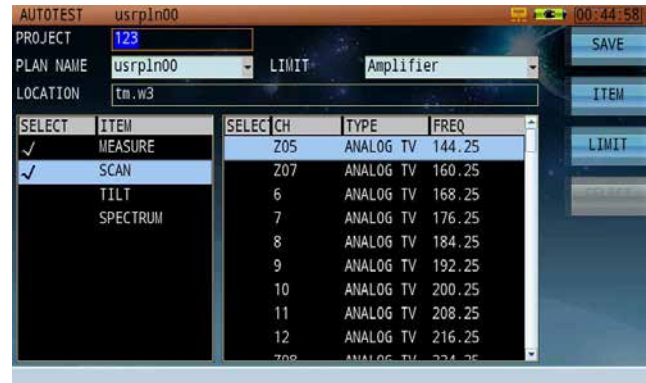 AUTOTEST usrpln00 00:44:58
PROJECT 123
SAVE
PLAN NAME usrpln00 LIMIT Amplifier
LOCATION tm.w3
ITEM
SELECT ITEM SELECT CH TYPE FREQ
MEASURE Z05 ANALOG TV 144.25
LIMIT
SCAN Z07 ANALOG TV 160.25
TILT 6 ANALOG TV 168.25
SPECTRUM 7 ANALOG TV 176.25
8 ANALOG TV 184.25
9 ANALOG TV 192.25
10 ANALOG TV 200.25
11 ANALOG TV 208.25
12 ANALOG TV 216.25
ANALOG TV